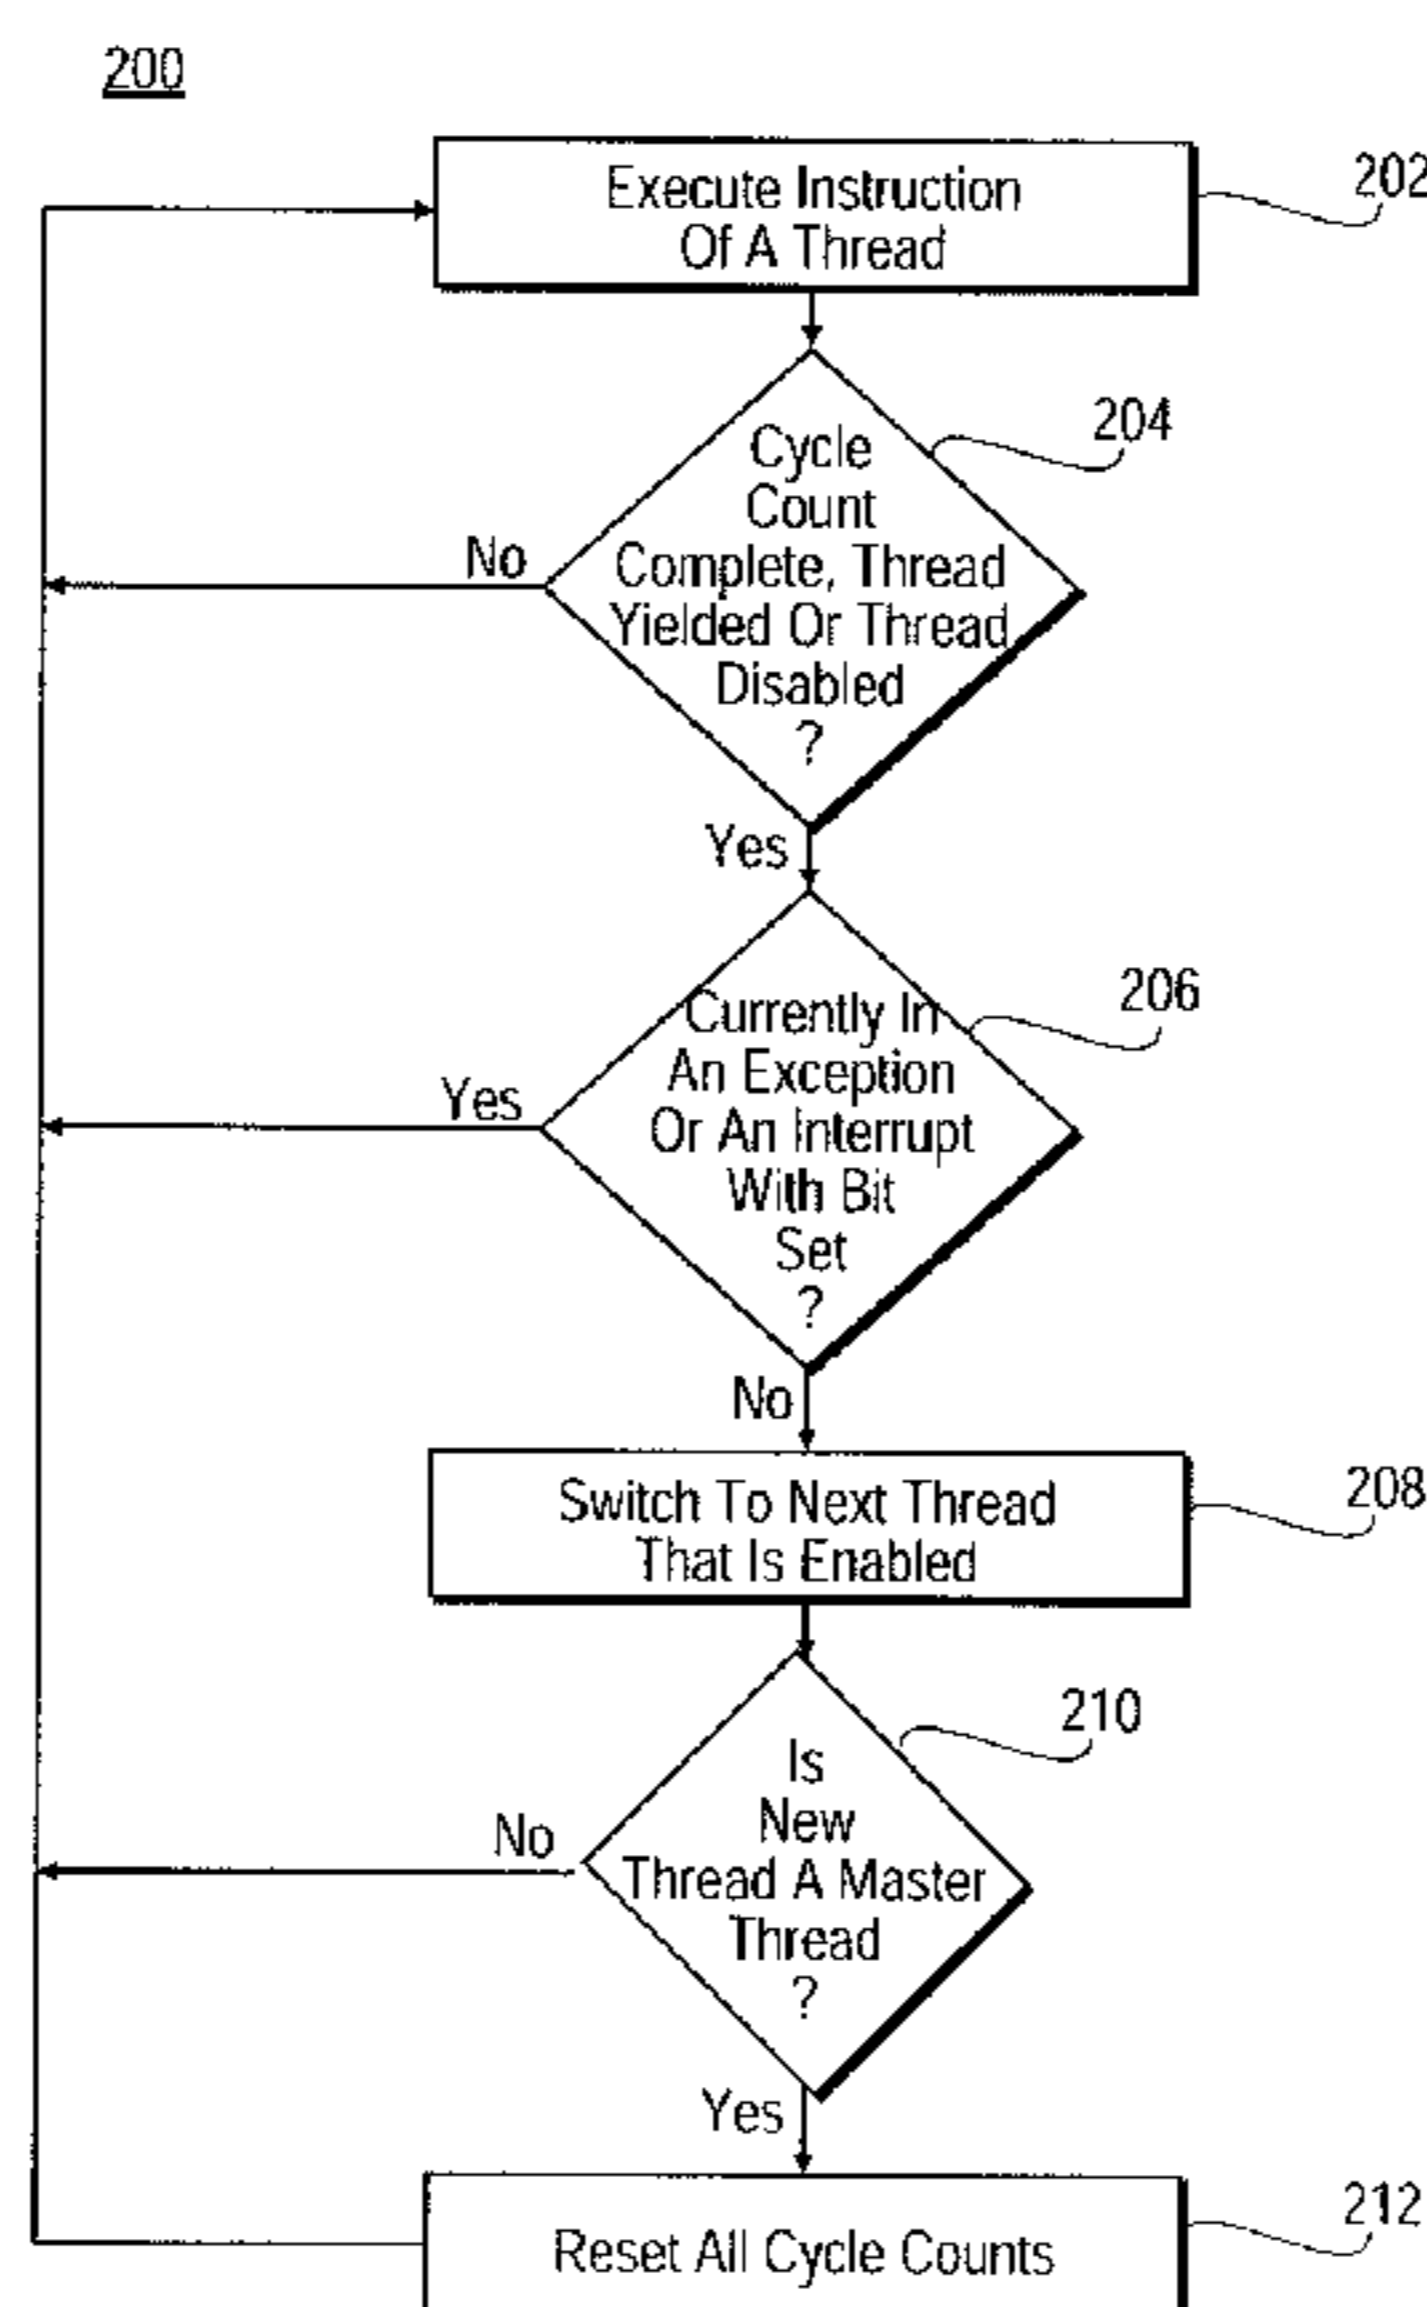 200
Execute Instruction
Of A Thread
202
Cycle
Count
Complete, Thread
Yielded Or Thread
Disabled
?
204
No
Yes
Currently In
An Exception
Or An Interrupt
With Bit
Set
?
206
Yes
No
Switch To Next Thread
That Is Enabled
208
Is
New
Thread A Master
Thread
?
210
No
Yes
Reset All Cycle Counts
212